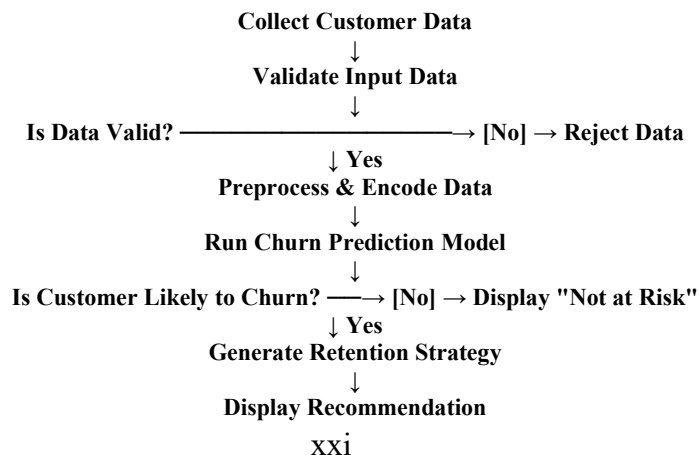 Collect Customer Data
↓
Validate Input Data
↓
Is Data Valid? ────────────────→ [No] → Reject Data
↓ Yes
Preprocess & Encode Data
↓
Run Churn Prediction Model
↓
Is Customer Likely to Churn? ──→ [No] → Display "Not at Risk"
↓ Yes
Generate Retention Strategy
↓
Display Recommendation
xxi